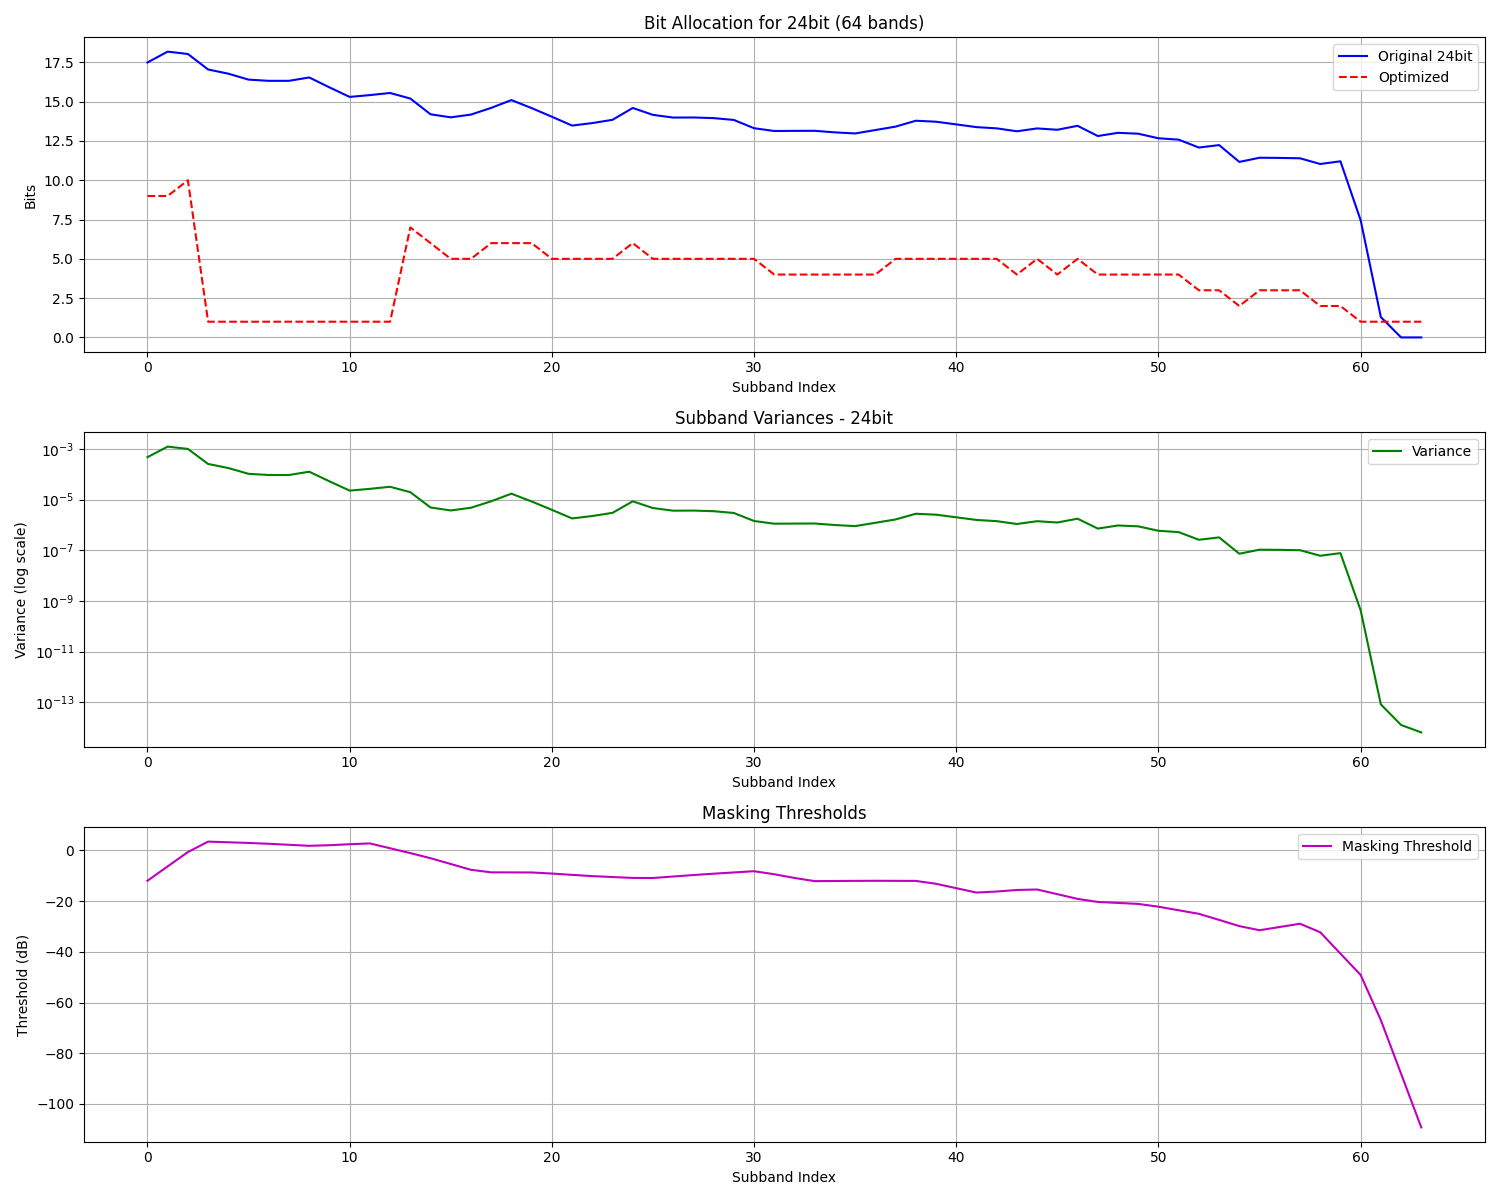 Bit Allocation for 24bit (64 bands)
Original 24bit
Optimized
Bits
17.5
15.0
12.5
10.0
7.5
5.0
2.5
0.0
0 10 20 30 40 50 60
Subband Index
Subband Variances - 24bit
Variance
Variance (log scale)
10⁻³
10⁻⁵
10⁻⁷
10⁻⁹
10⁻¹¹
10⁻¹³
0 10 20 30 40 50 60
Subband Index
Masking Thresholds
Masking Threshold
Threshold (dB)
0
−20
−40
−60
−80
−100
0 10 20 30 40 50 60
Subband Index